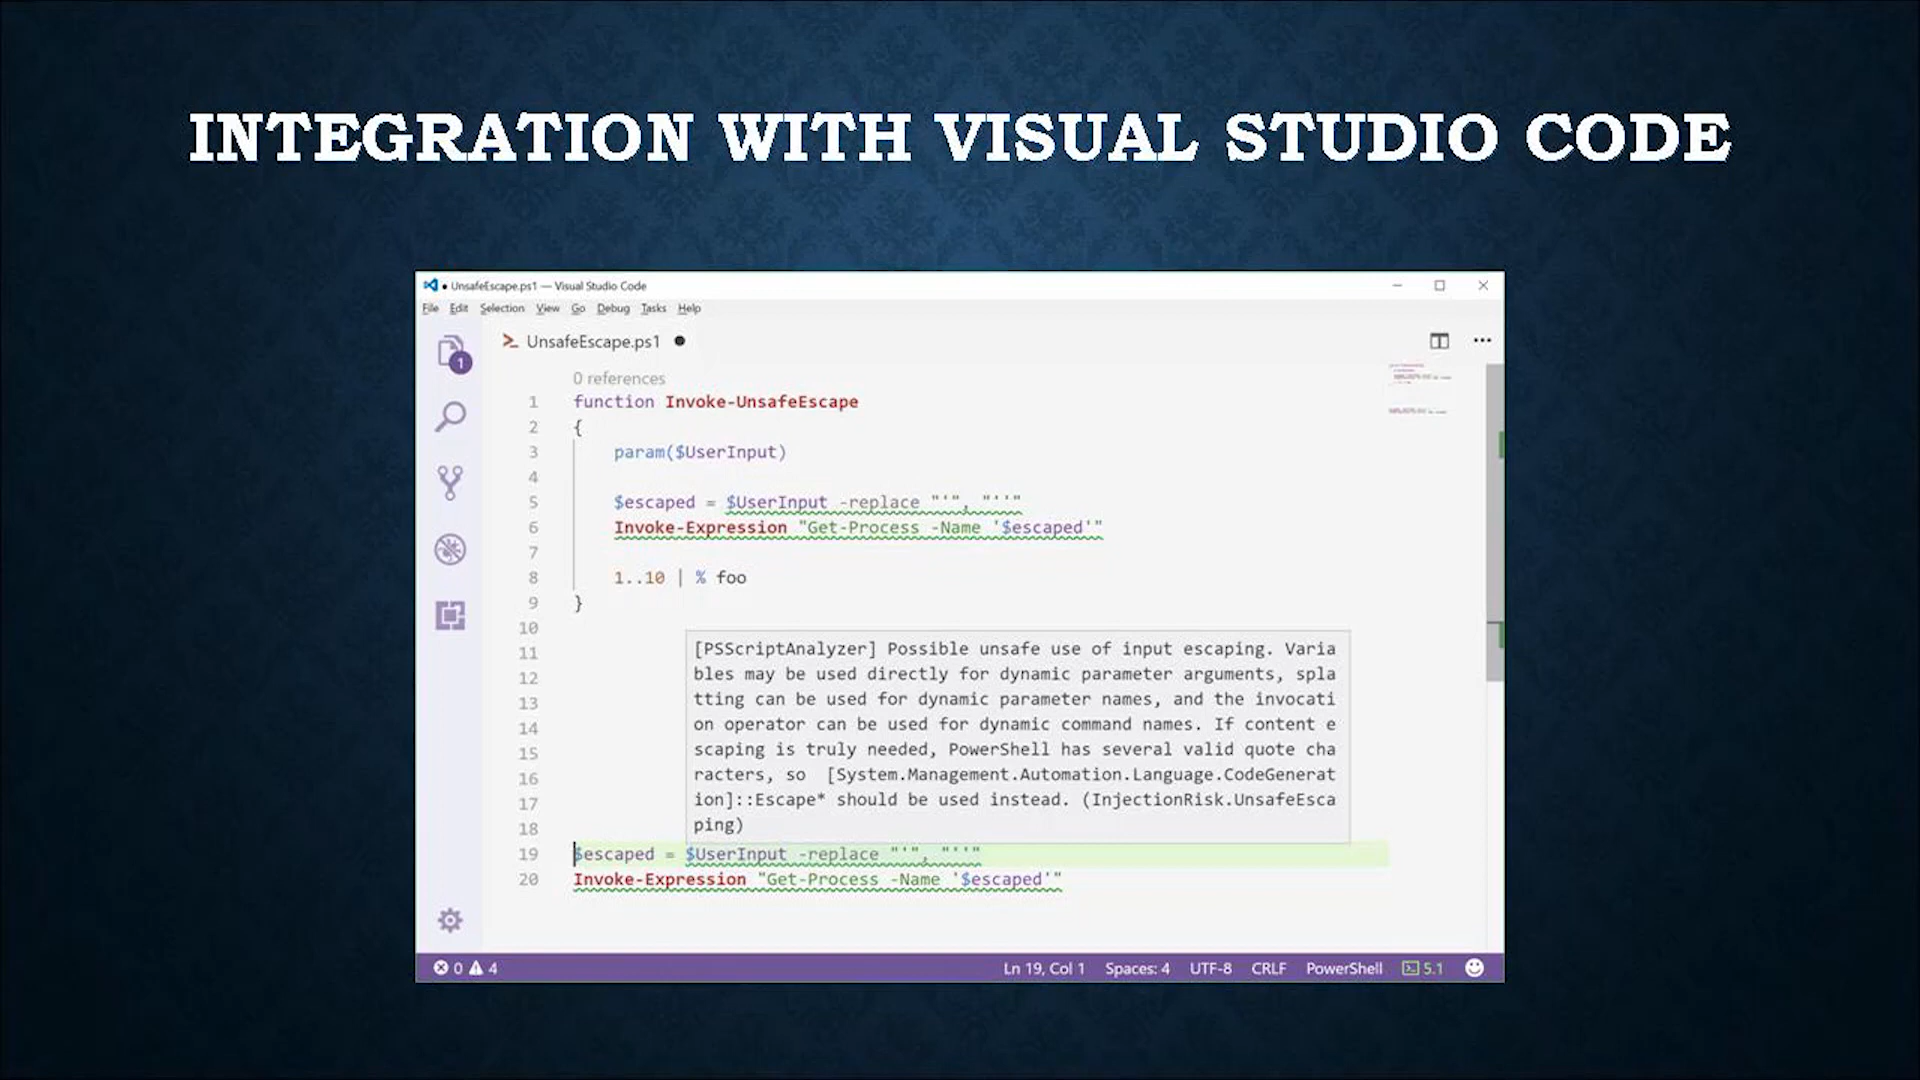 INTEGRATION WITH VISUAL STUDIO CODE
● UnsafeEscape.ps1 — Visual Studio Code
File Edit Selection View Go Debug Tasks Help
UnsafeEscape.ps1 ●
1
0 references
1 function Invoke-UnsafeEscape
2 {
3 param($UserInput)
4
5 $escaped = $UserInput -replace "'", "''"
6 Invoke-Expression "Get-Process -Name '$escaped'"
7
8 1..10 | % foo
9 }
10
11 [PSScriptAnalyzer] Possible unsafe use of input escaping. Varia
12 bles may be used directly for dynamic parameter arguments, spla
13 tting can be used for dynamic parameter names, and the invocati
14 on operator can be used for dynamic command names. If content e
15 scaping is truly needed, PowerShell has several valid quote cha
16 racters, so [System.Management.Automation.Language.CodeGenerat
17 ion]::Escape* should be used instead. (InjectionRisk.UnsafeEsca
18 ping)
19 $escaped = $UserInput -replace "'", "''"
20 Invoke-Expression "Get-Process -Name '$escaped'"
0 4 Ln 19, Col 1 Spaces: 4 UTF-8 CRLF PowerShell 5.1